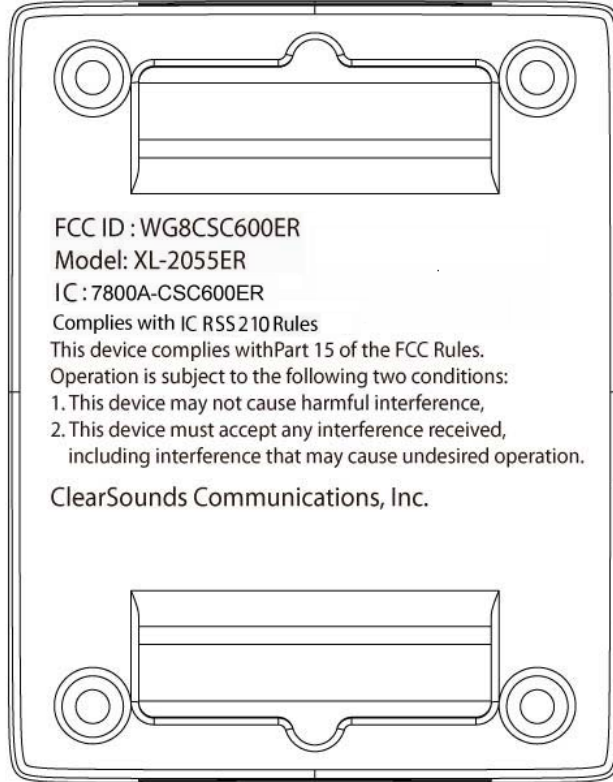 FCC ID : WG8CSC600ER
Model: XL-2055ER
IC : 7800A-CSC600ER
Complies with IC RSS210 Rules
This device complies withPart 15 of the FCC Rules.
Operation is subject to the following two conditions:
1. This device may not cause harmful interference,
2. This device must accept any interference received,
including interference that may cause undesired operation.
ClearSounds Communications, Inc.